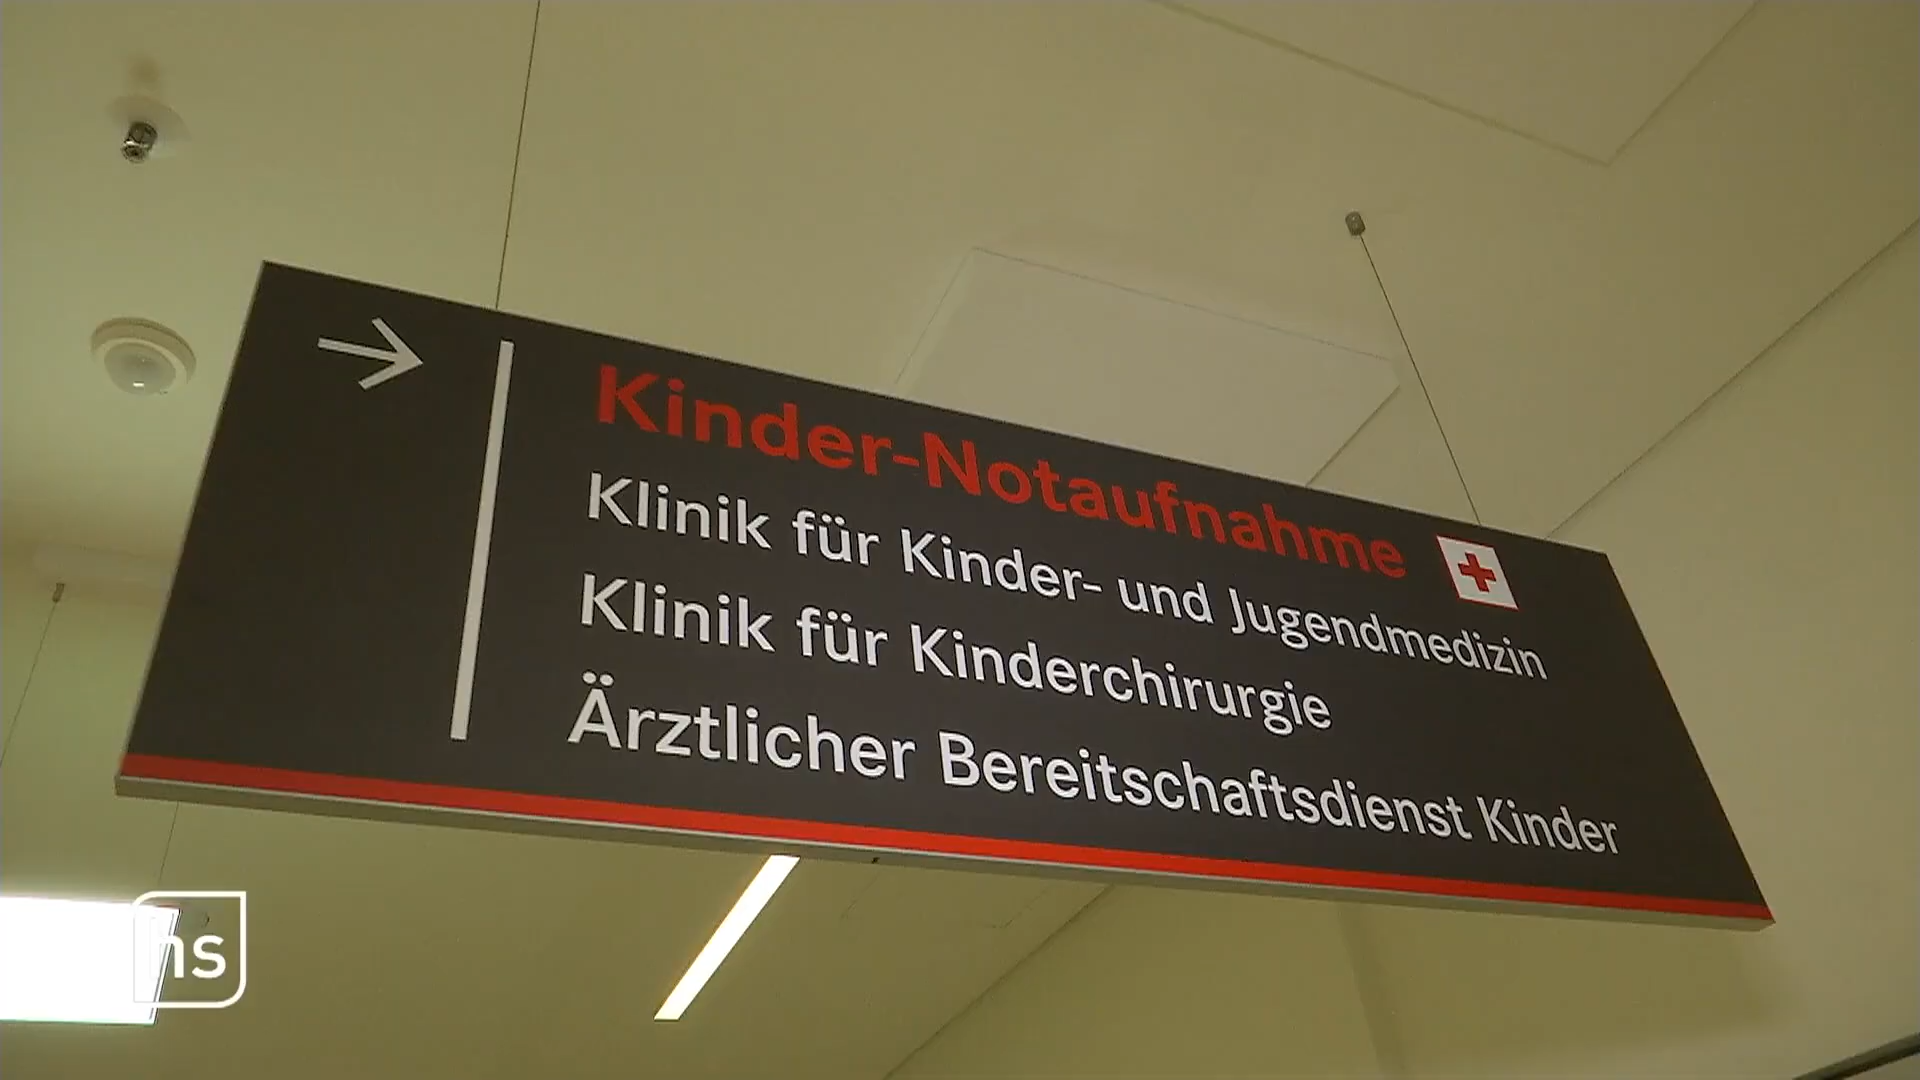 Kinder-Notaufnahme
Klinik für Kinder- und Jugendmedizin
Klinik für Kinderchirurgie
Ärztlicher Bereitschaftsdienst Kinder
hs